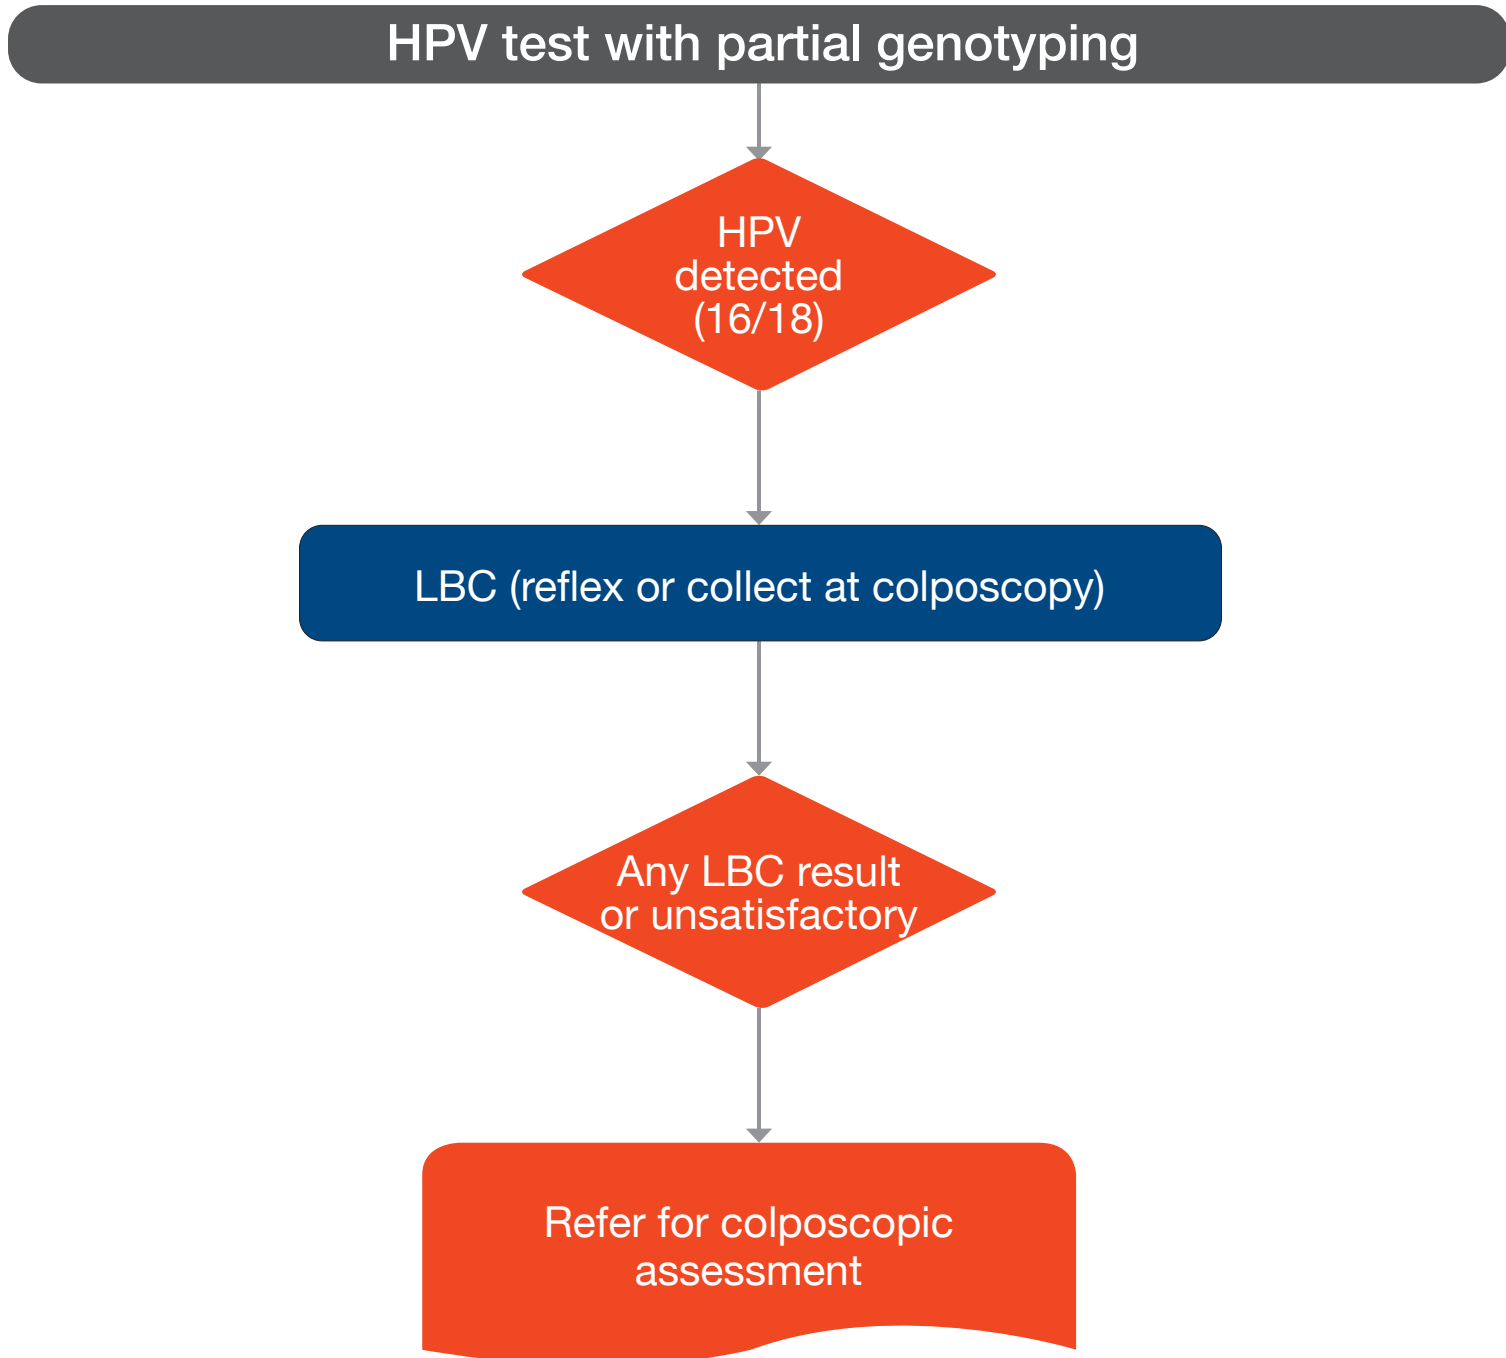 HPV test with partial genotyping
HPV
detected
(16/18)
LBC (reflex or collect at colposcopy)
Any LBC result
or unsatisfactory
Refer for colposcopic
assessment